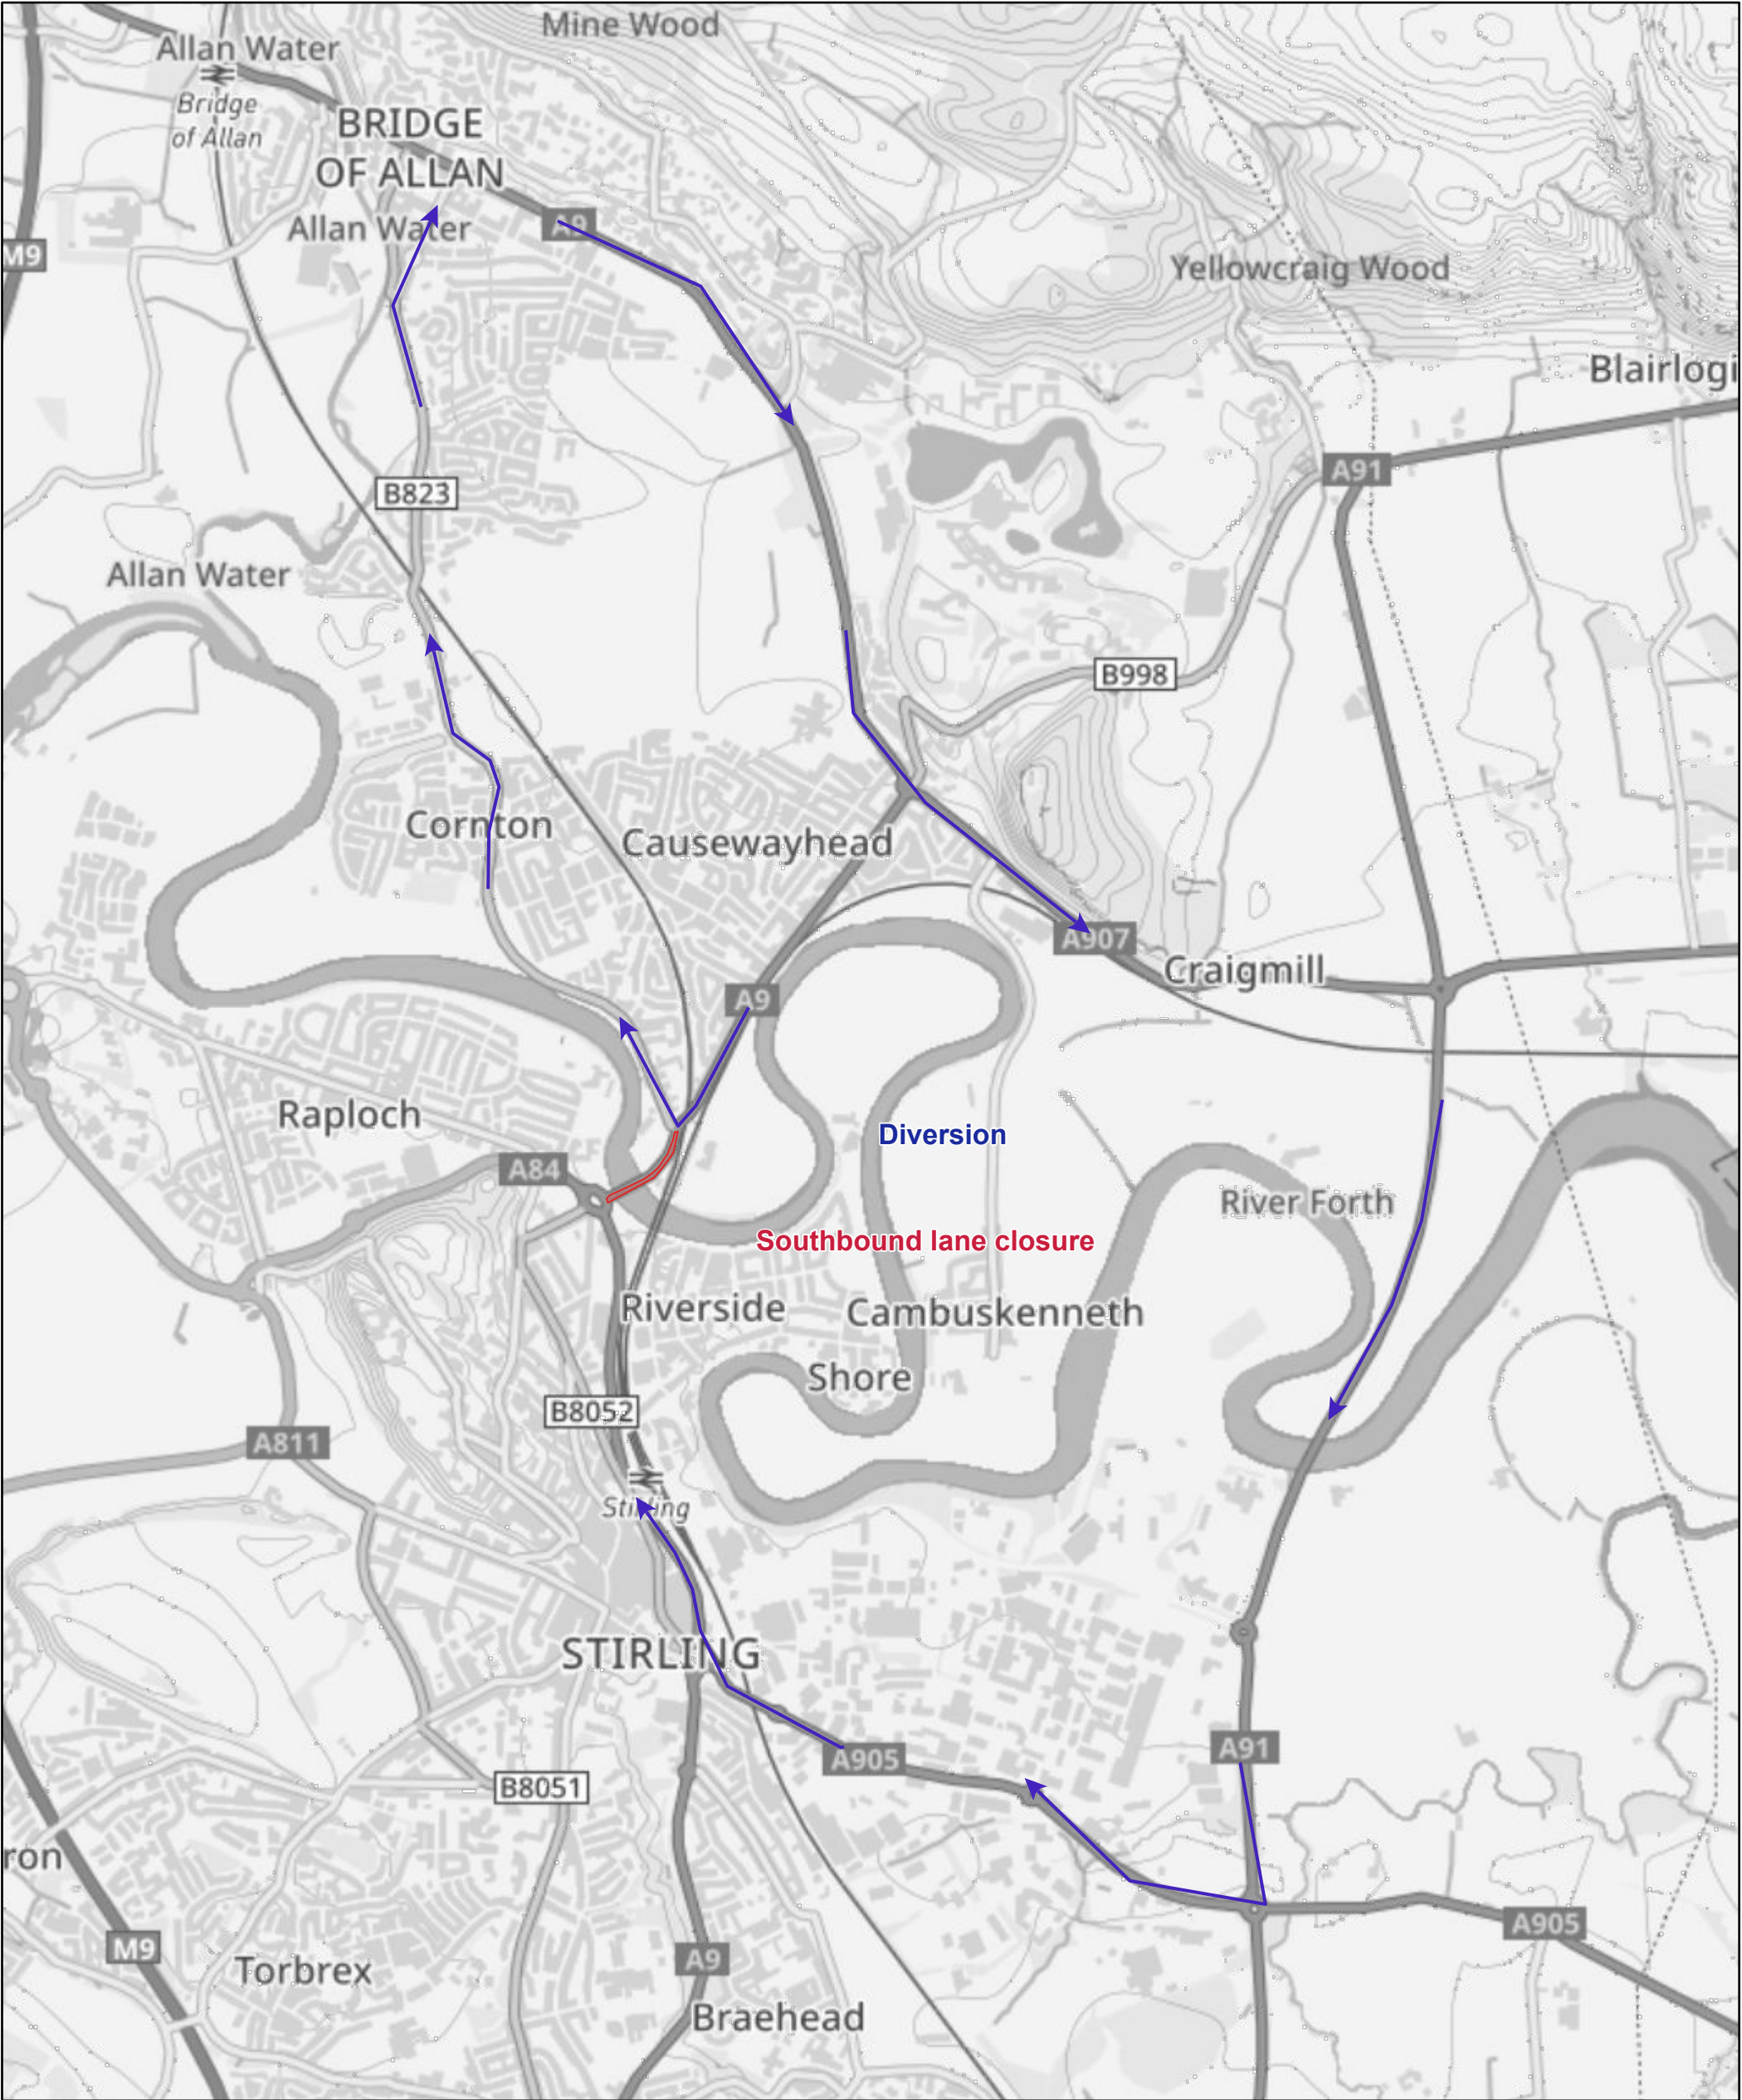 Mine Wood
Allan Water
Bridge
of Allan
BRIDGE
OF ALLAN
A9
Allan Water
M9
Yellowcraig Wood
Blairlogi
A91
B823
Allan Water
B998
Cornton
Causewayhead
A907
Craigmill
A9
Raploch
Diversion
A84
River Forth
Southbound lane closure
Riverside
Cambuskenneth
Shore
B8052
A811
Stirling
STIRLING
A905
A91
B8051
ron
A905
M9
Torbrex
A9
Braehead